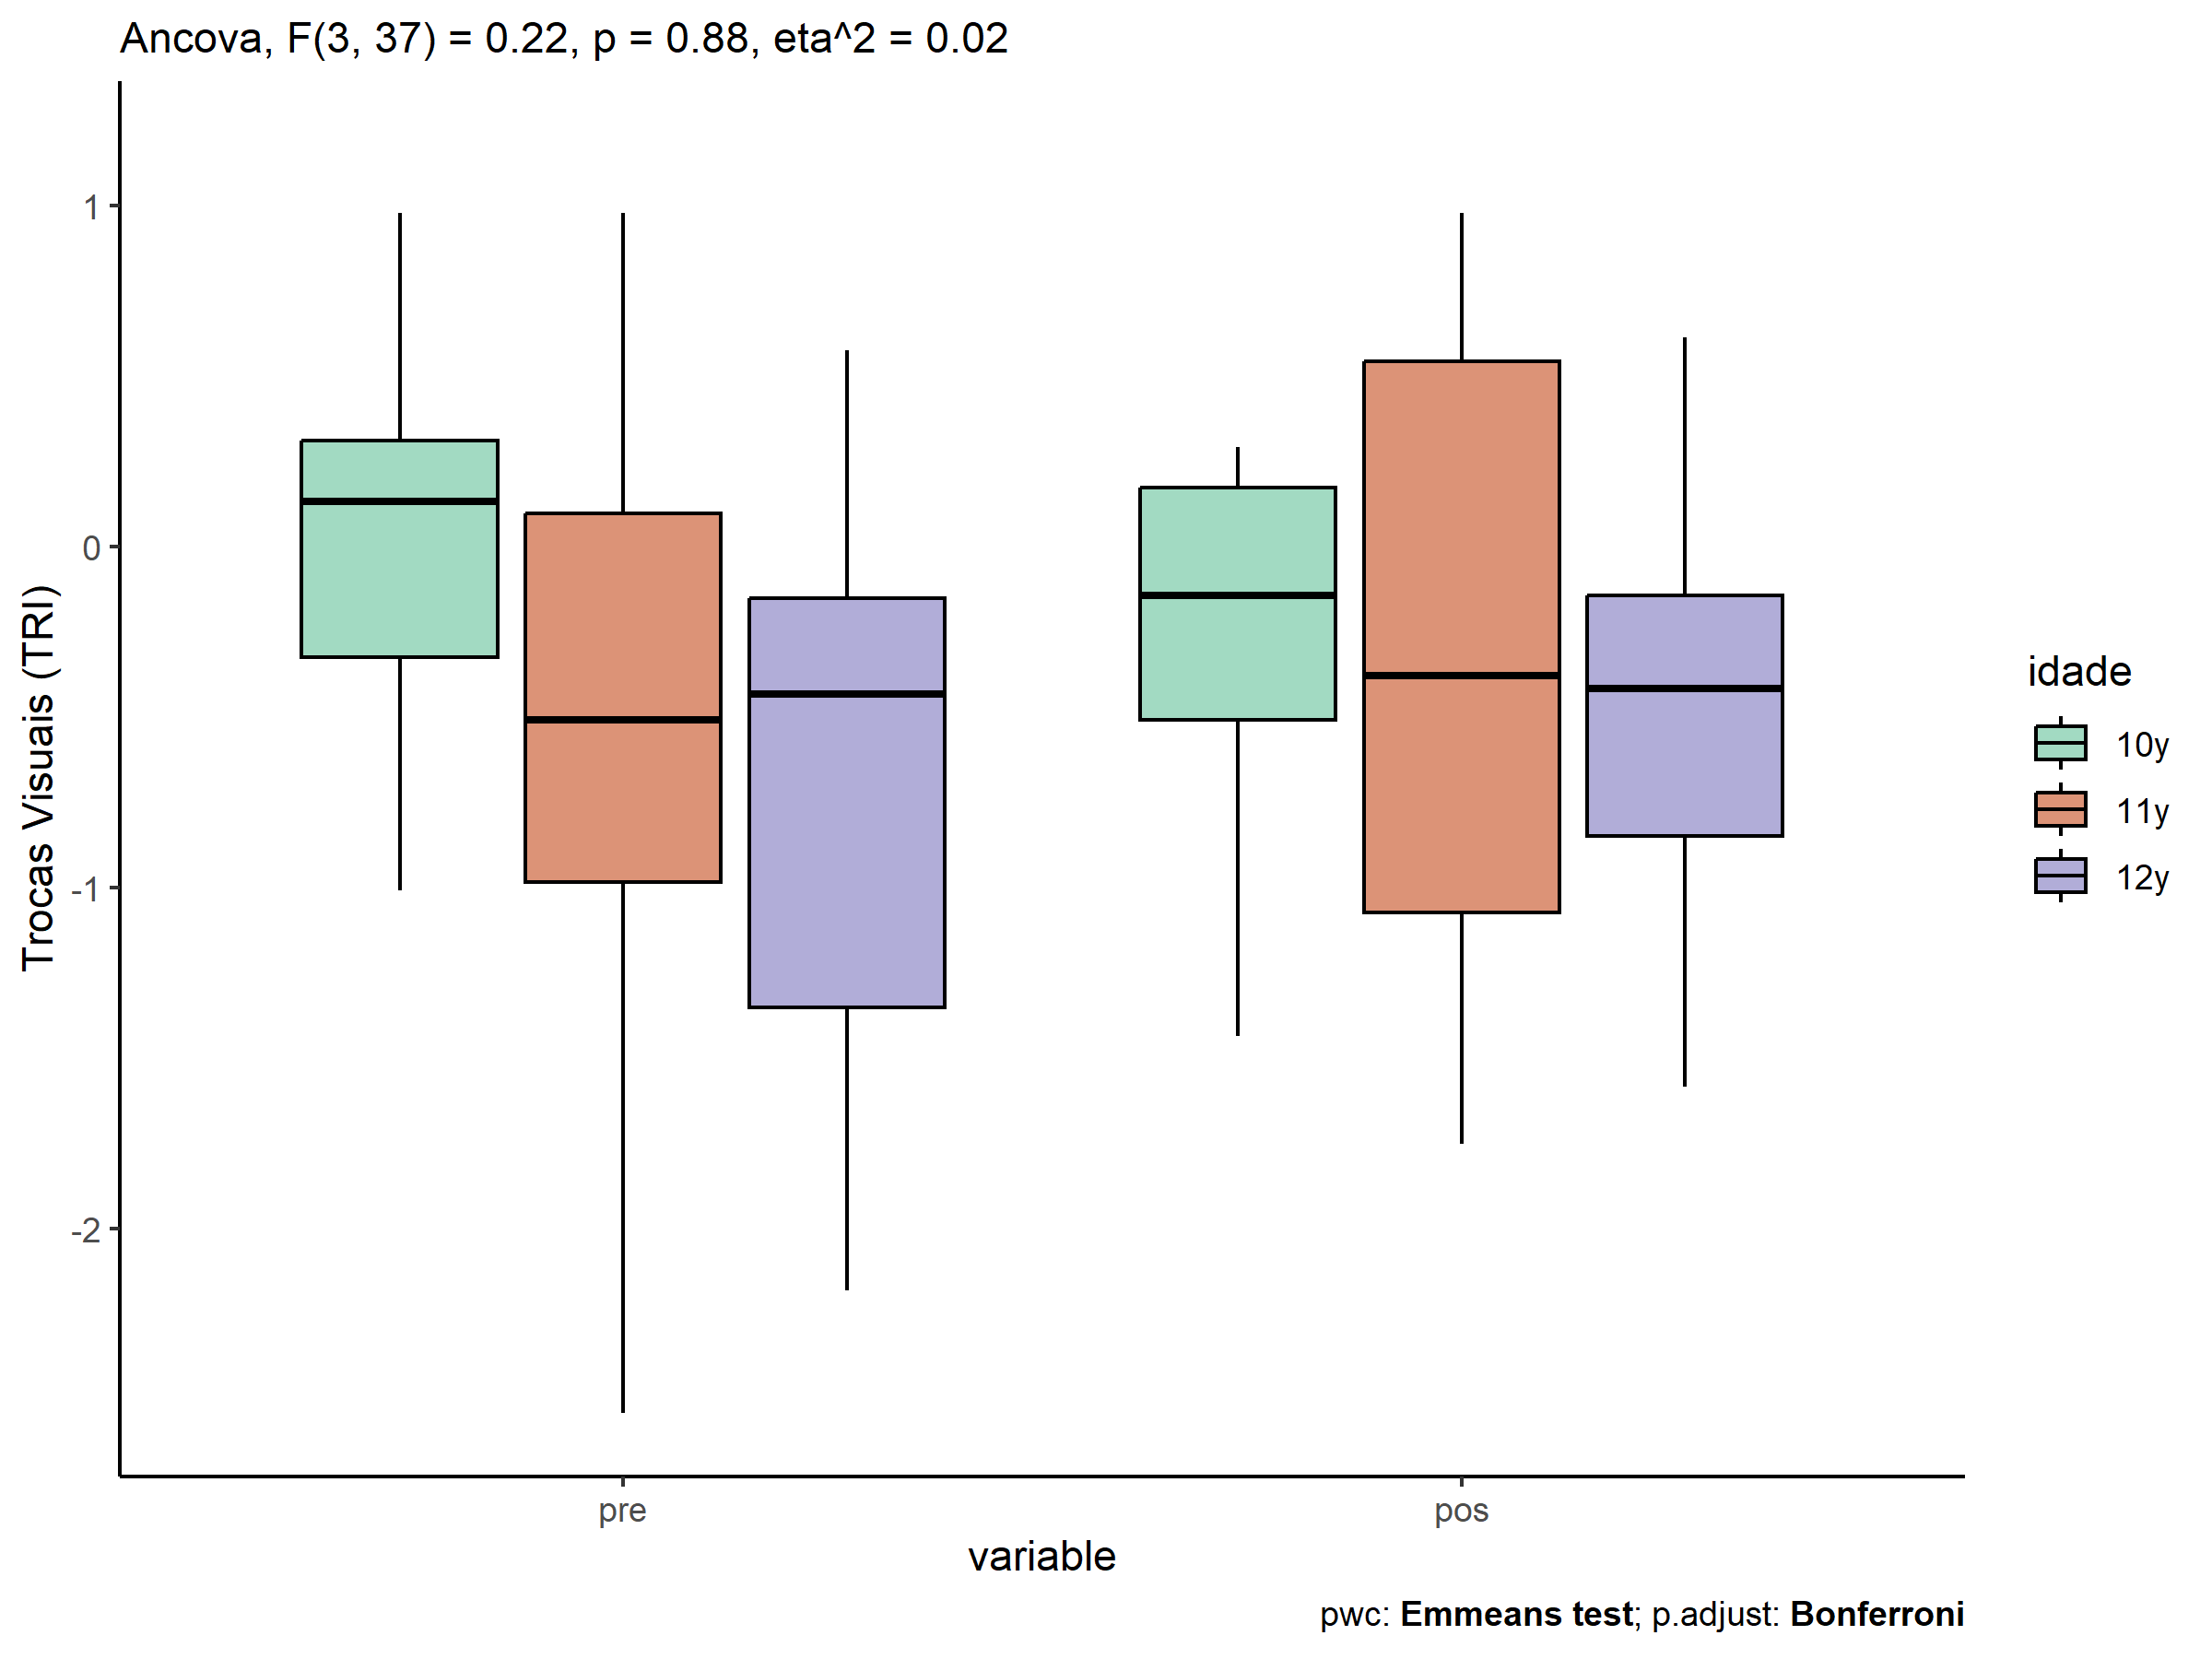 Ancova, F(3, 37) = 0.22, p = 0.88, eta^2 = 0.02
Trocas Visuais (TRI)
1
0
-1
-2
pre
pos
variable
idade
10y
11y
12y
pwc: Emmeans test; p.adjust: Bonferroni